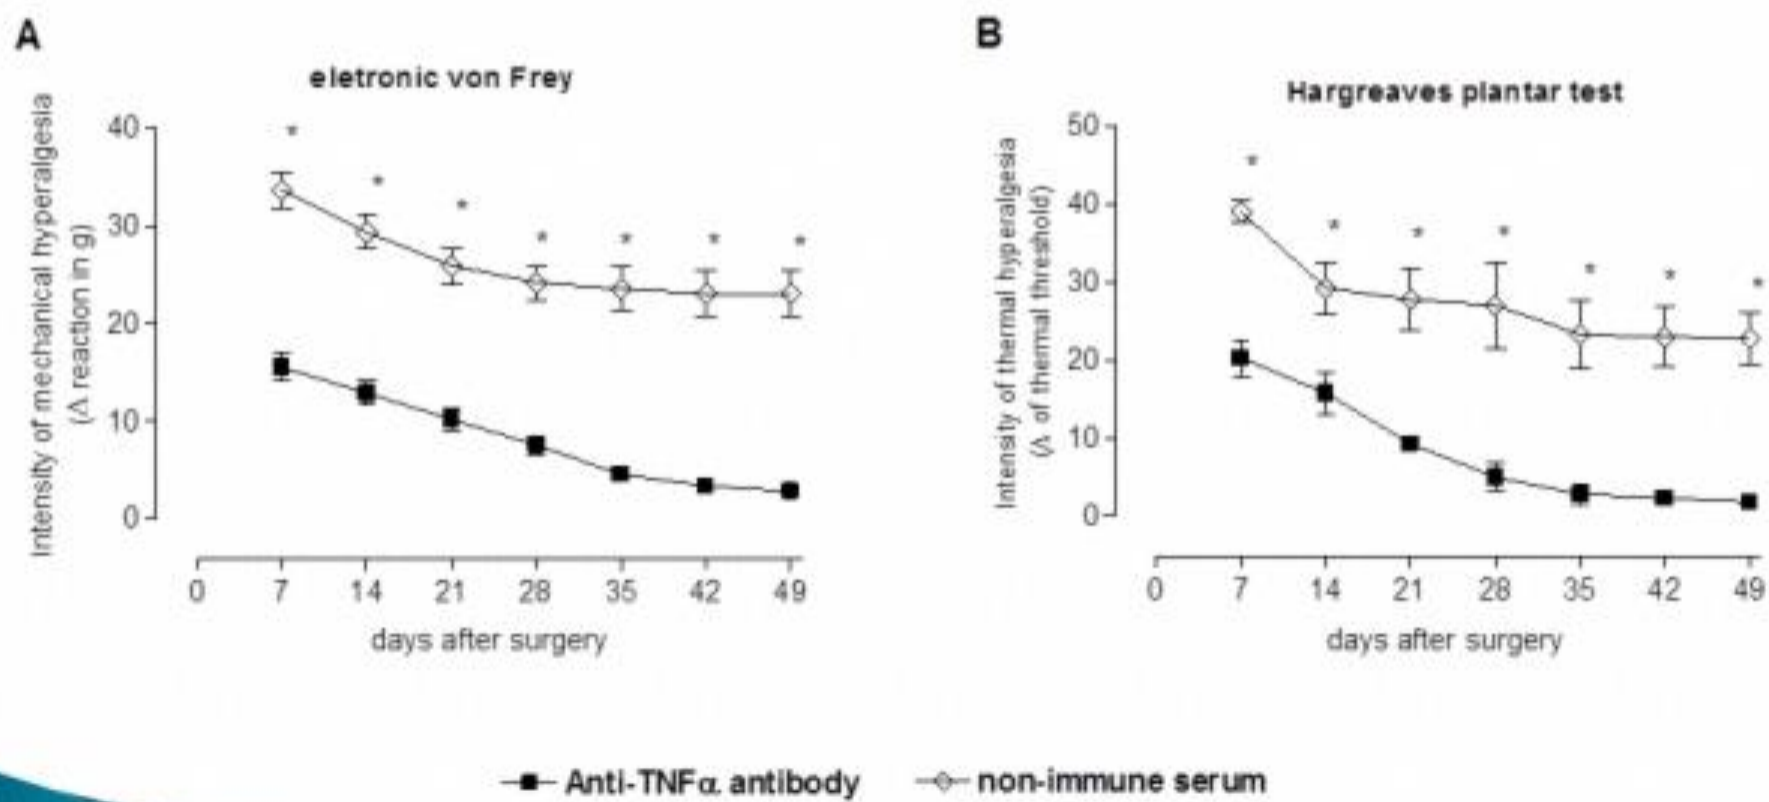 A
eletronic von Frey
Intensity of mechanical hyperalgesia
(Δ reaction in g)
40
30
20
10
0
* * * * * * *
0 7 14 21 28 35 42 49
days after surgery
B
Hargreaves plantar test
Intensity of thermal hyperalgesia
(Δ of thermal threshold)
50
40
30
20
10
0
* * * * * * *
0 7 14 21 28 35 42 49
days after surgery
Anti-TNFα antibody
non-immune serum